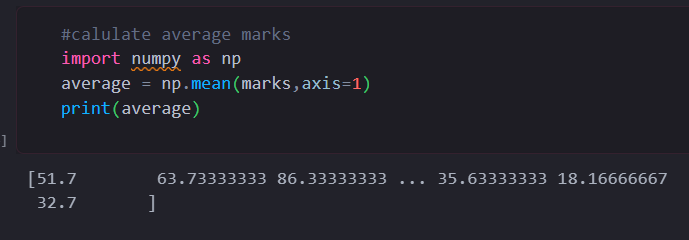 #calulate average marks
import numpy as np
average = np.mean(marks,axis=1)
print(average)
]
[51.7 63.73333333 86.33333333 ... 35.63333333 18.16666667
32.7 ]